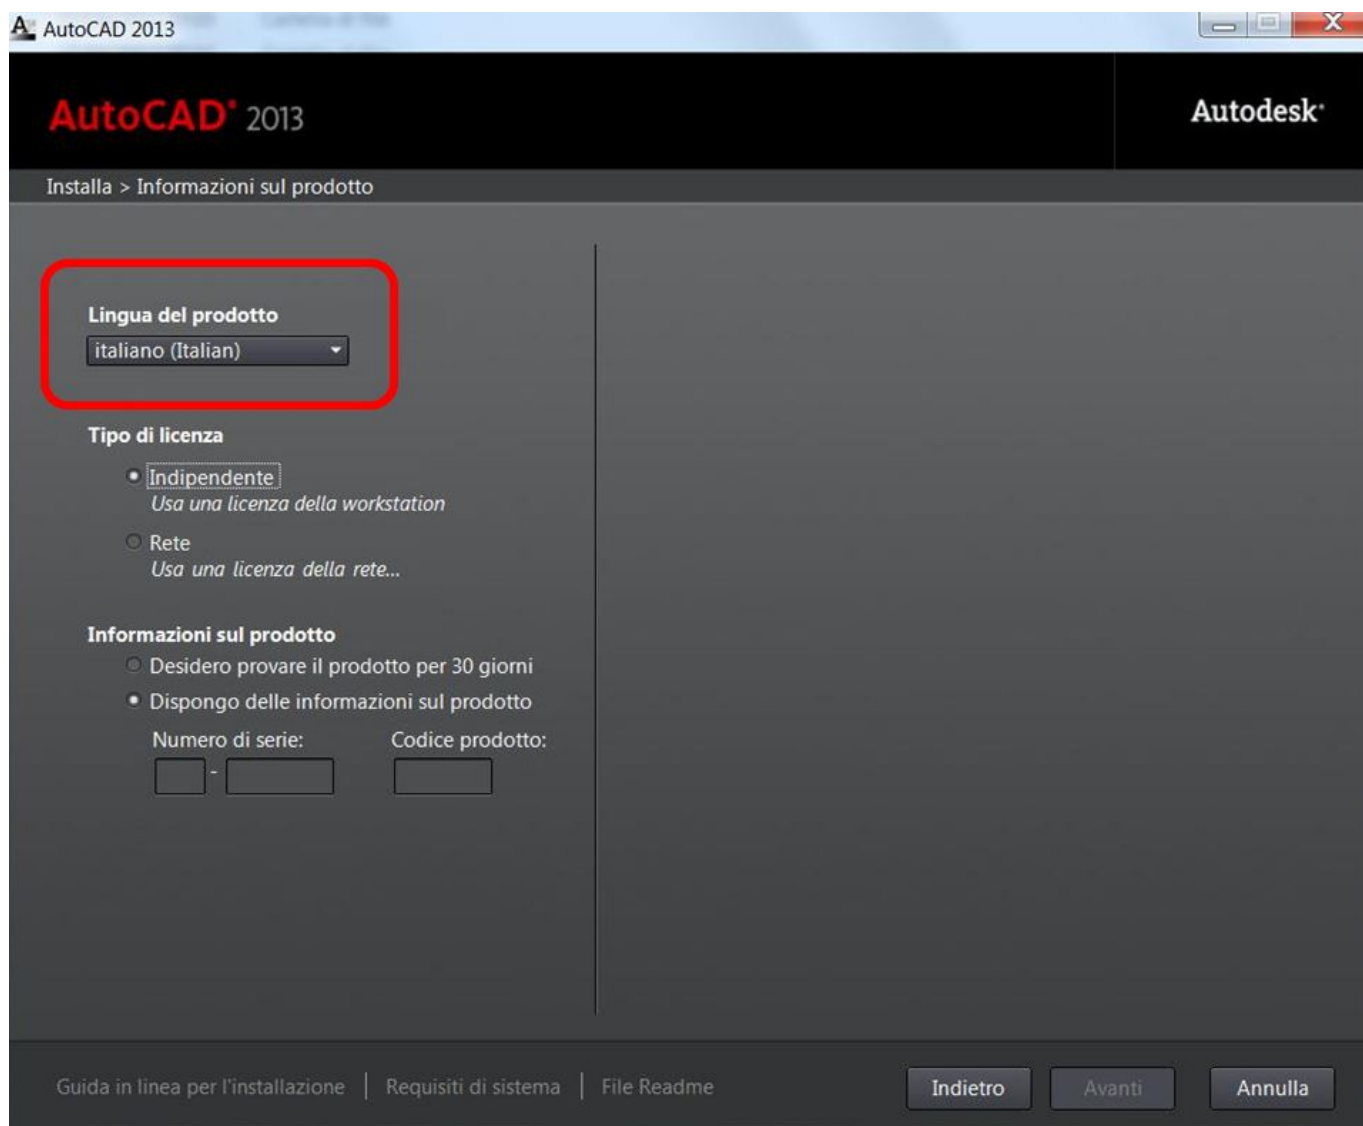 AutoCAD 2013
AutoCAD® 2013
Autodesk®
Installa > Informazioni sul prodotto
Lingua del prodotto
italiano (Italian)
Tipo di licenza
Indipendente
Usa una licenza della workstation
Rete
Usa una licenza della rete...
Informazioni sul prodotto
Desidero provare il prodotto per 30 giorni
Dispongo delle informazioni sul prodotto
Numero di serie: Codice prodotto:
-
Guida in linea per l'installazione | Requisiti di sistema | File Readme
Indietro Avanti Annulla